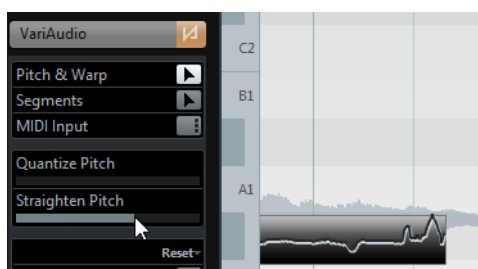 VariAudio
C2
Pitch & Warp
Segments
B1
MIDI Input
Quantize Pitch
Straighten Pitch
A1
Reset